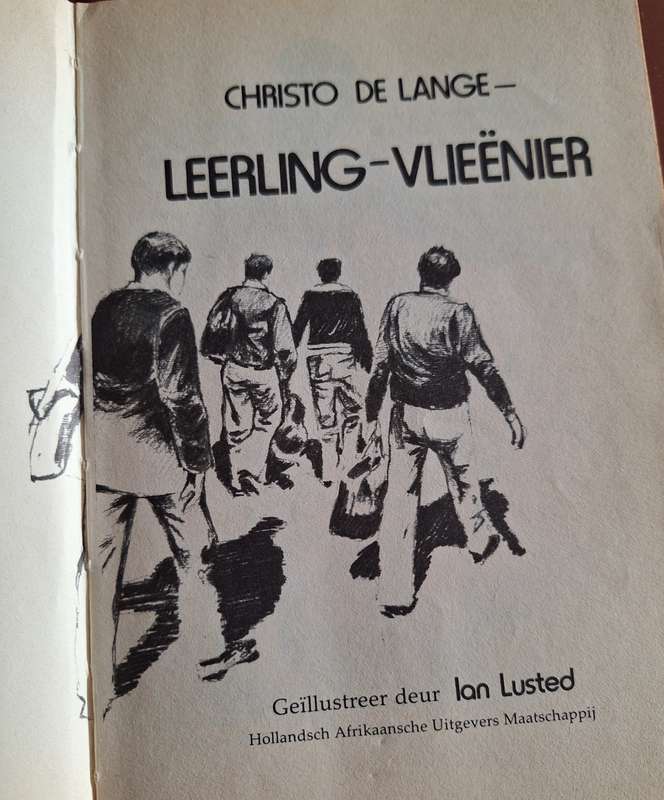 CHRISTO DE LANGE —
LEERLING-VLIEËNIER
Geïllustreer deur Ian Lusted
Hollandsch Afrikaansche Uitgevers Maatschappij